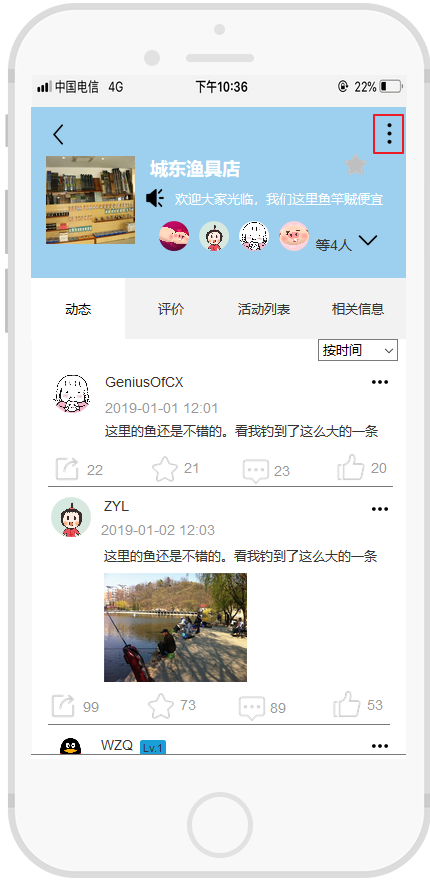 中国电信 4G 下午10:36 22%
城东渔具店
欢迎大家光临，我们这里鱼竿贼便宜
等4人
动态 评价 活动列表 相关信息
按时间
GeniusOfCX
2019-01-01 12:01
这里的鱼还是不错的。看我钓到了这么大的一条
22 21 23 20
ZYL
2019-01-02 12:03
这里的鱼还是不错的。看我钓到了这么大的一条
99 73 89 53
WZQ Lv.1